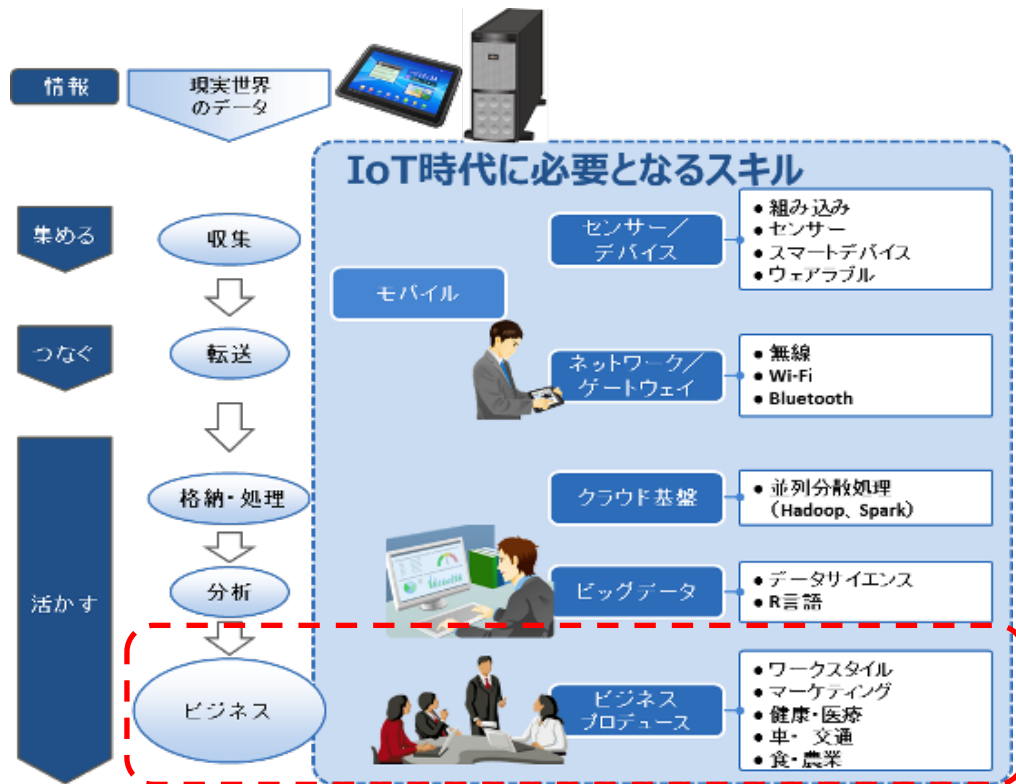 情報
現実世界
のデータ
IoT時代に必要となるスキル
集める
収集
センサー／
デバイス
● 組み込み
● センサー
● スマートデバイス
● ウェアラブル
モバイル
つなぐ
転送
ネットワーク／
ゲートウェイ
● 無線
● Wi-Fi
● Bluetooth
活かす
格納・処理
クラウド基盤
● 並列分散処理
（Hadoop、Spark）
分析
ビッグデータ
● データサイエンス
● R言語
ビジネス
ビジネス
プロデュース
● ワークスタイル
● マーケティング
● 健康・医療
● 車・ 交通
● 食・農業